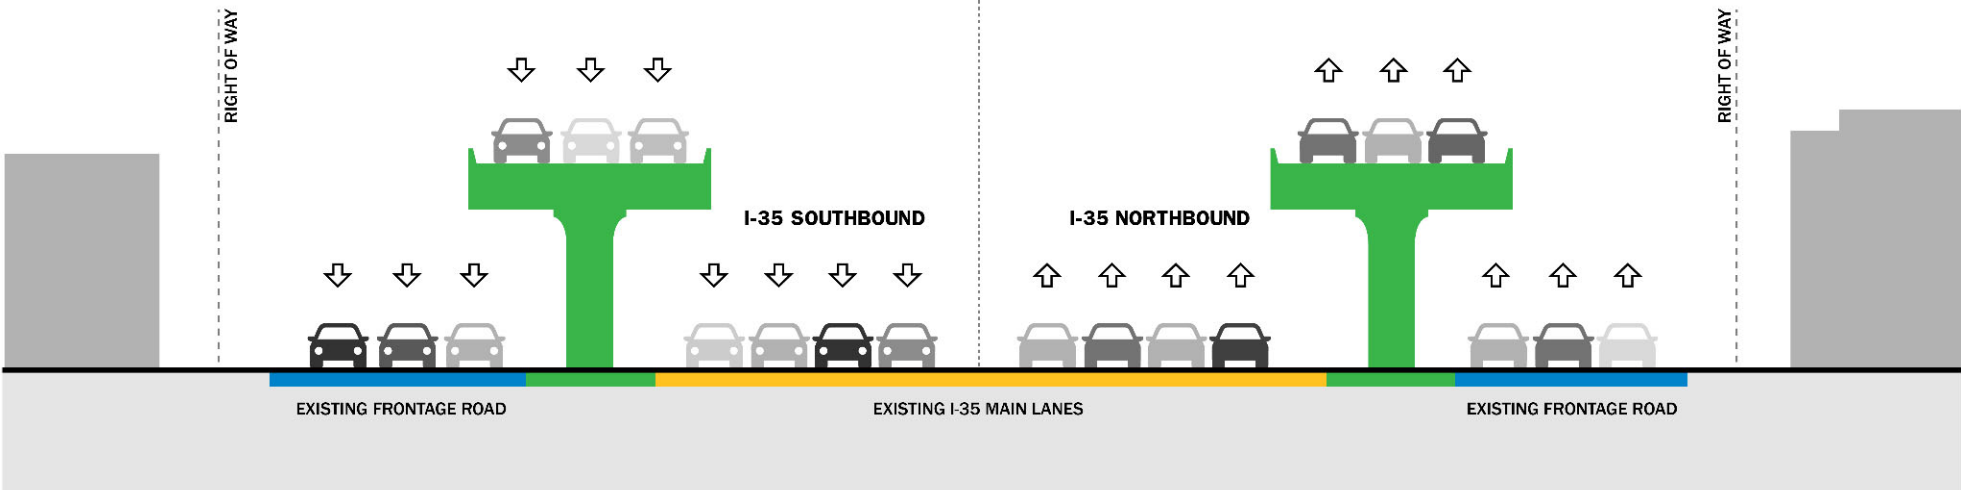 RIGHT OF WAY
RIGHT OF WAY
I-35 SOUTHBOUND
I-35 NORTHBOUND
EXISTING FRONTAGE ROAD
EXISTING I-35 MAIN LANES
EXISTING FRONTAGE ROAD